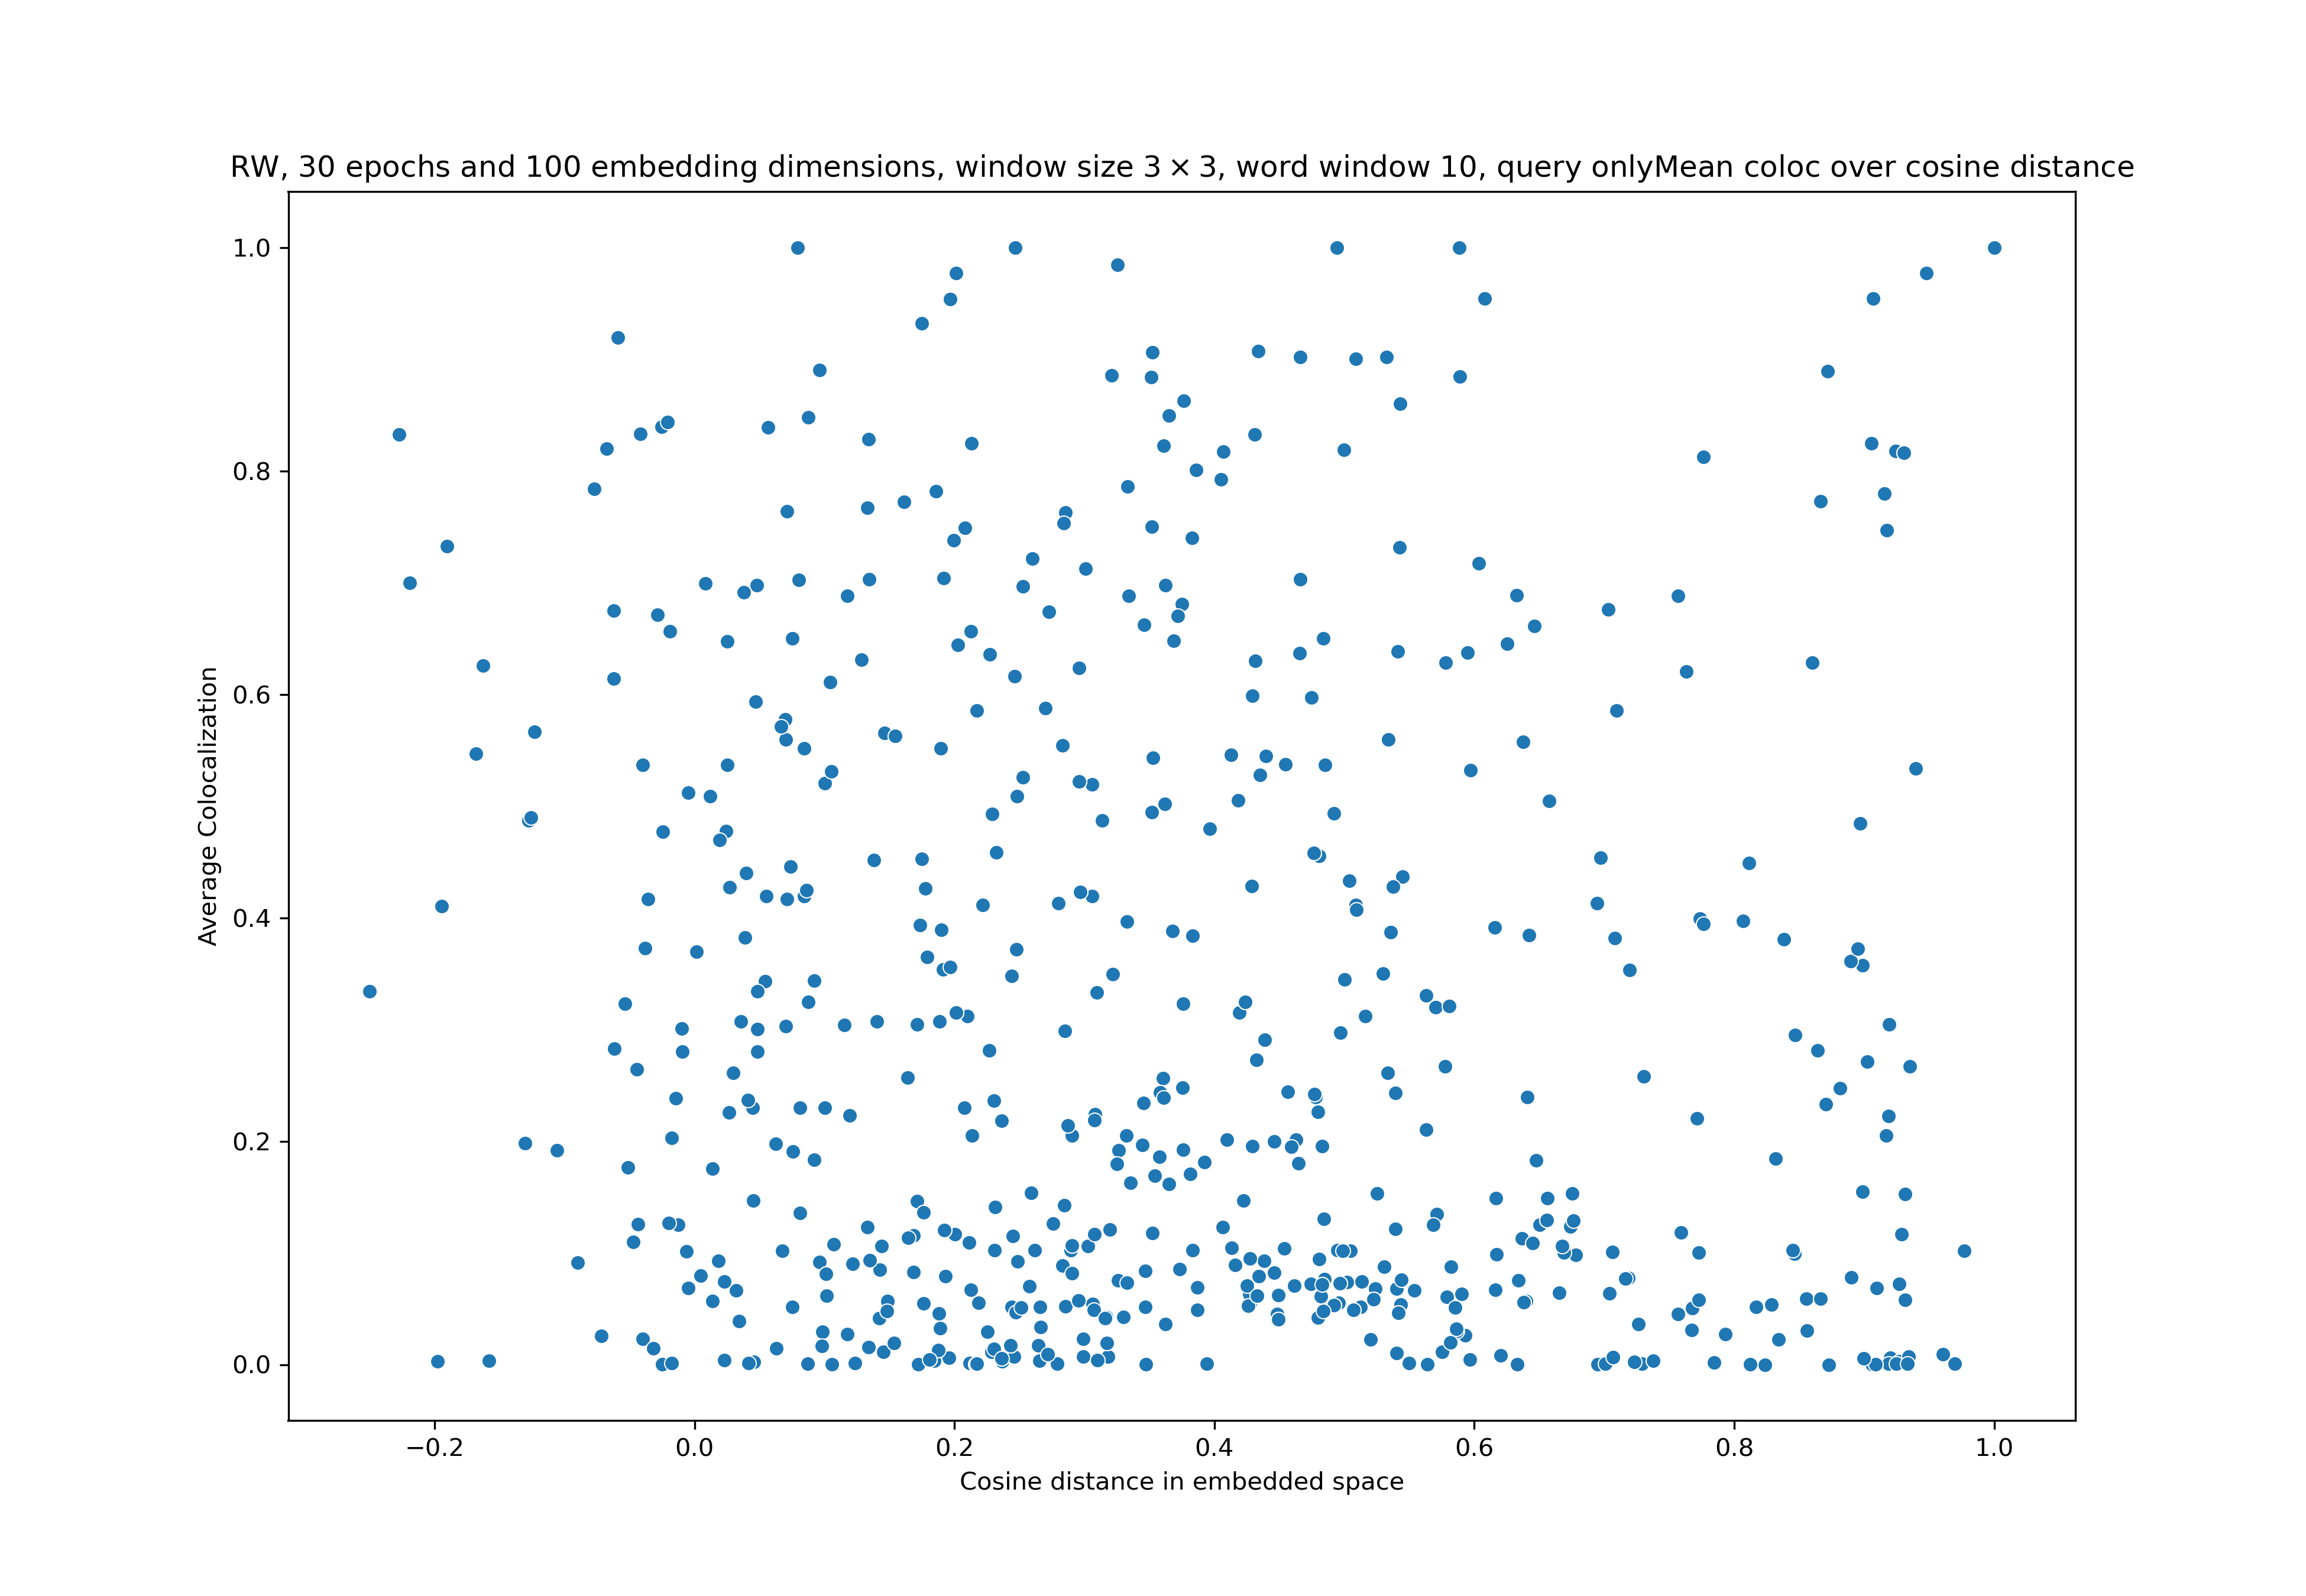 RW, 30 epochs and 100 embedding dimensions, window size 3 × 3, word window 10, query onlyMean coloc over cosine distance
1.0
0.8
0.6
0.4
0.2
0.0
Average Colocalization
−0.2 0.0 0.2 0.4 0.6 0.8 1.0
Cosine distance in embedded space